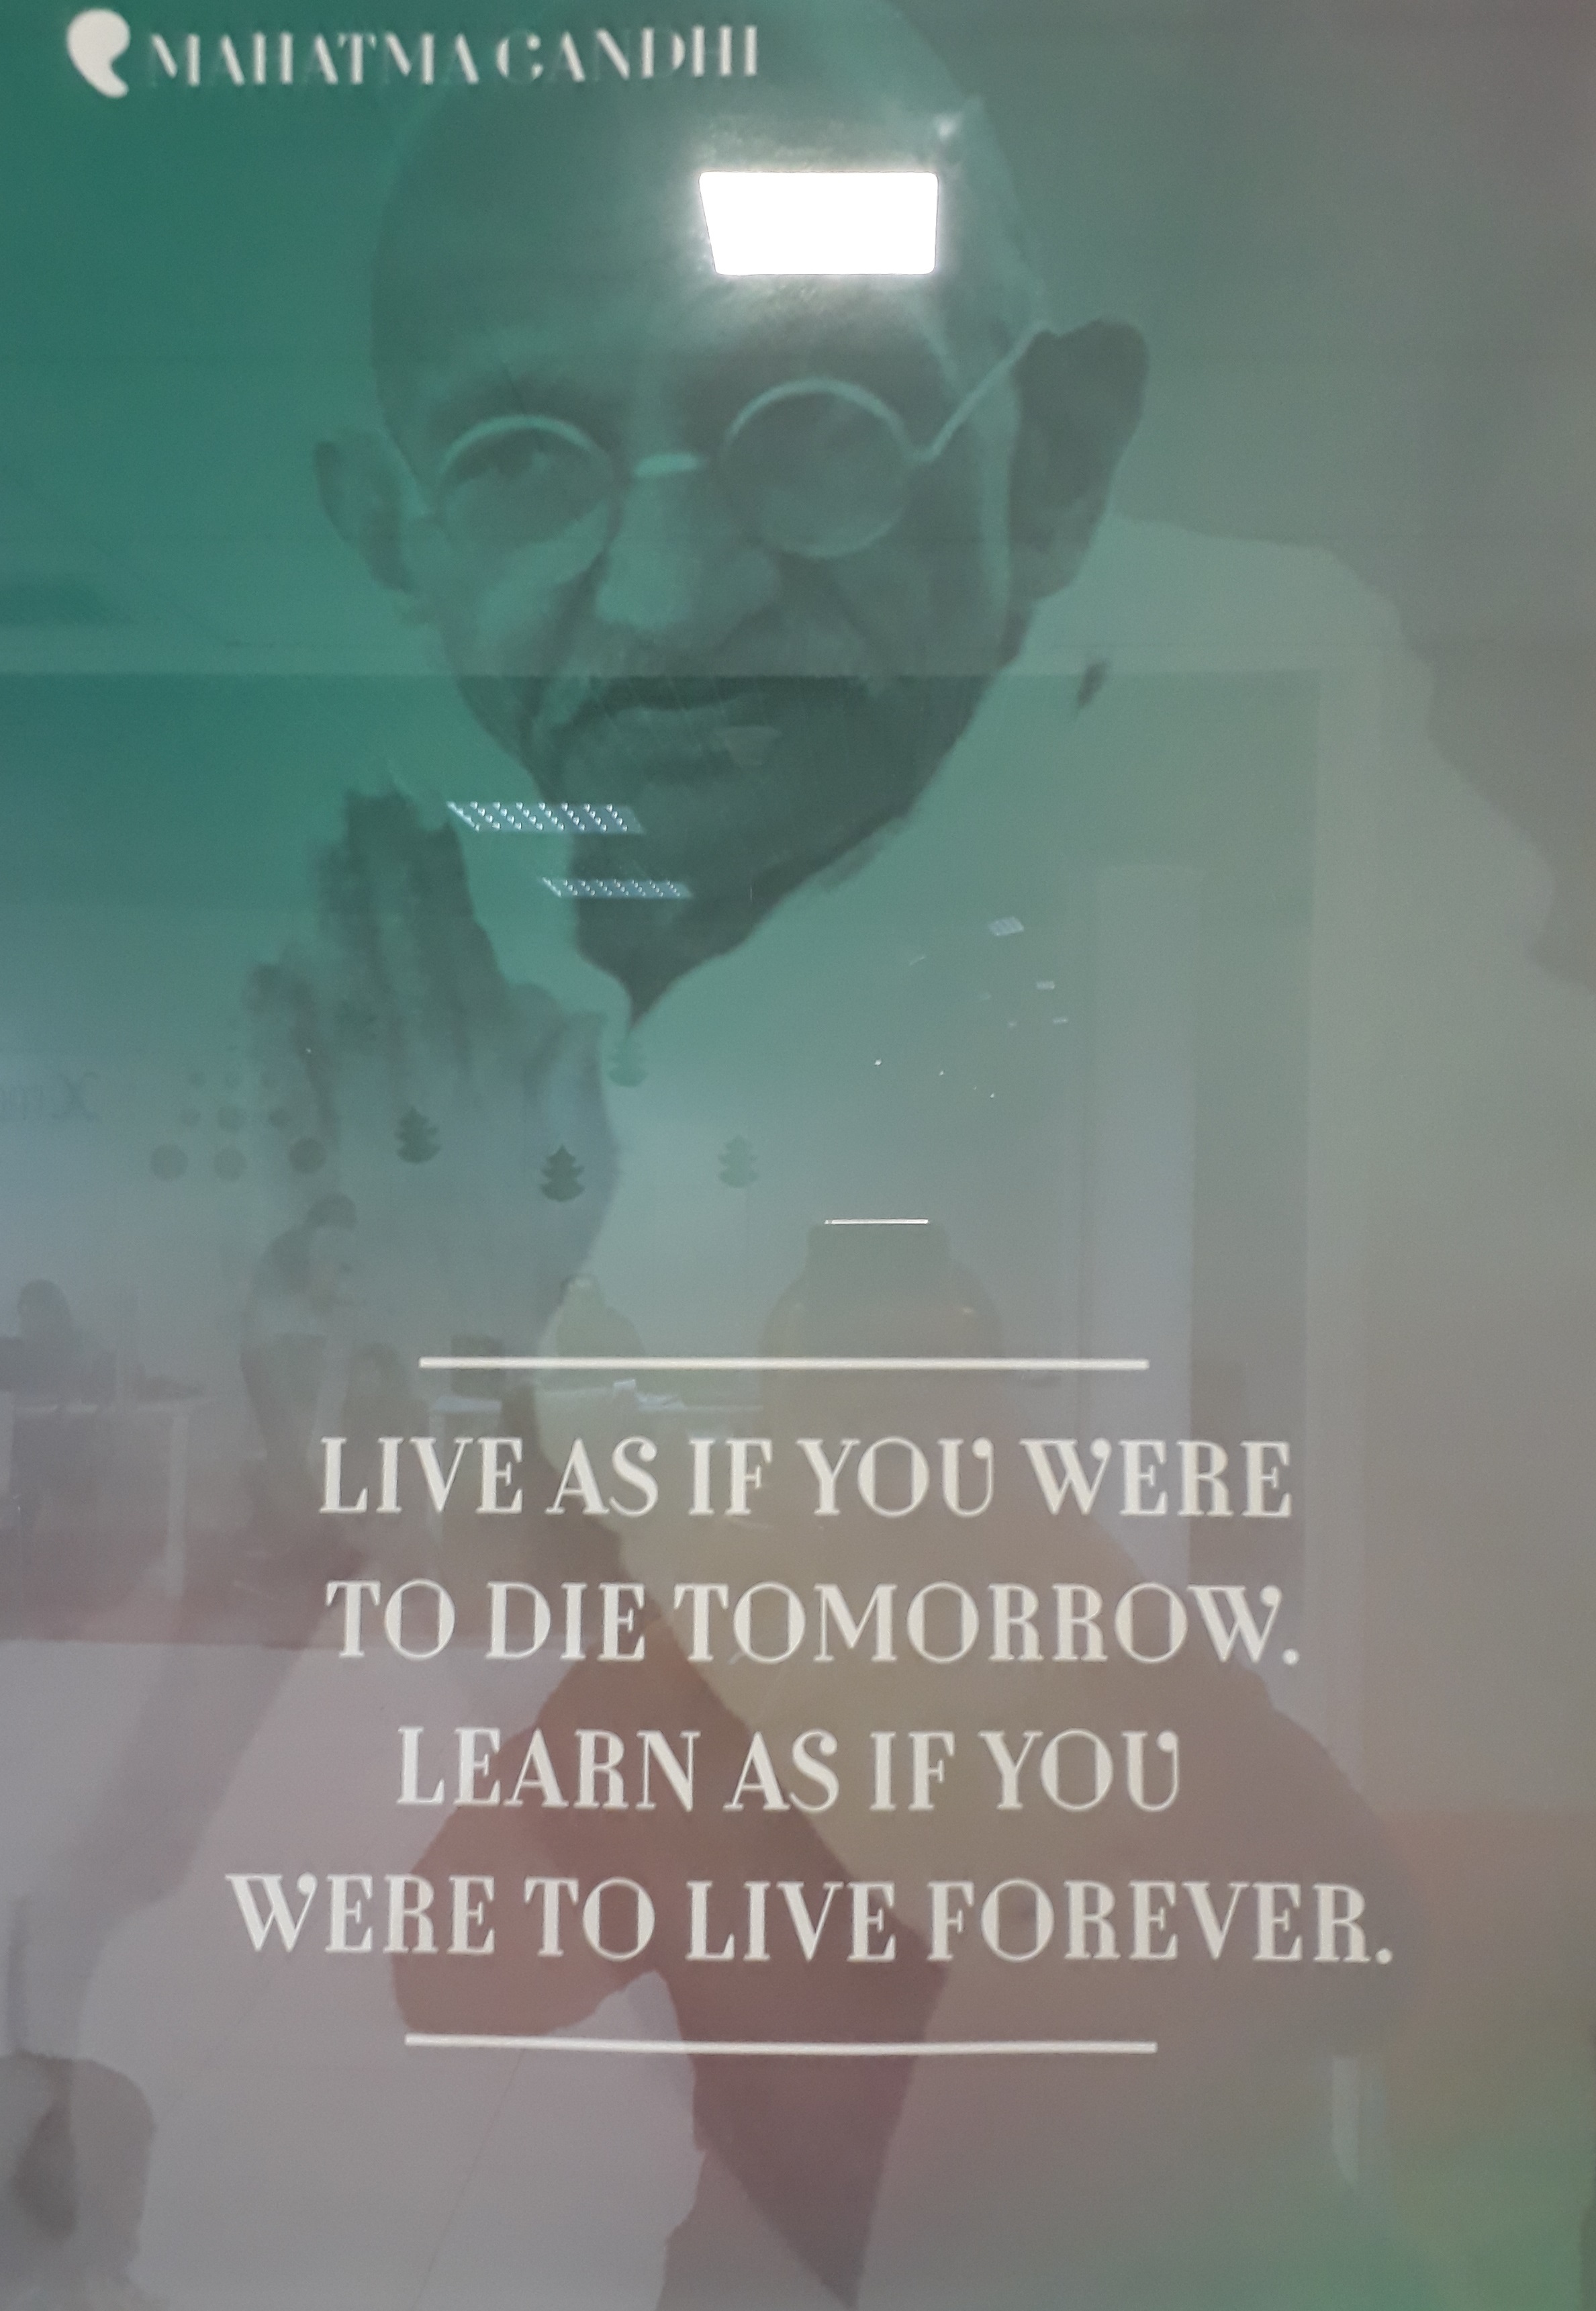 MAHATMA GANDHI
LIVE AS IF YOU WERE
TO DIE TOMORROW.
LEARN AS IF YOU
WERE TO LIVE FOREVER.